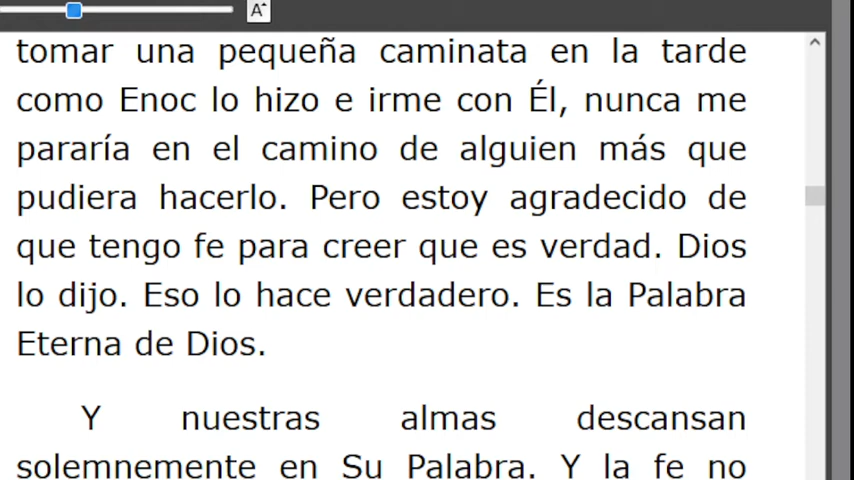 A
tomar una pequeña caminata en la tarde
como Enoc lo hizo e irme con Él, nunca me
pararía en el camino de alguien más que
pudiera hacerlo. Pero estoy agradecido de
que tengo fe para creer que es verdad. Dios
lo dijo. Eso lo hace verdadero. Es la Palabra
Eterna de Dios.
Y nuestras almas descansan
solemnemente en Su Palabra. Y la fe no